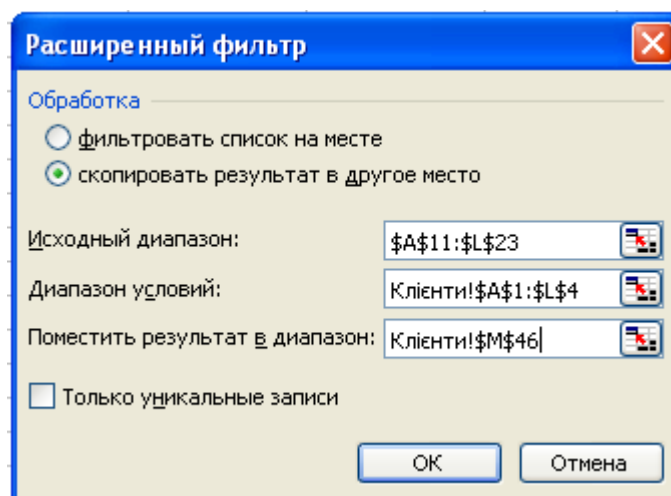 Расширенный фильтр
Обработка
фильтровать список на месте
скопировать результат в другое место
Исходный диапазон: $A$11:$L$23
Диапазон условий: Клієнти!$A$1:$L$4
Поместить результат в диапазон: Клієнти!$M$46
Только уникальные записи
ОК Отмена